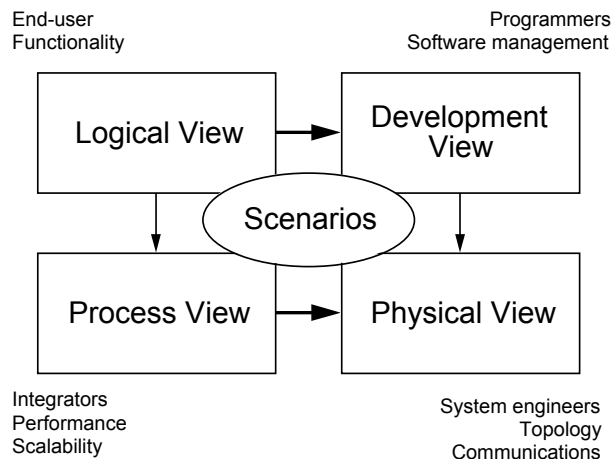 End-user
Functionality
Programmers
Software management
Logical View
Development
View
Scenarios
Process View
Physical View
Integrators
Performance
Scalability
System engineers
Topology
Communications